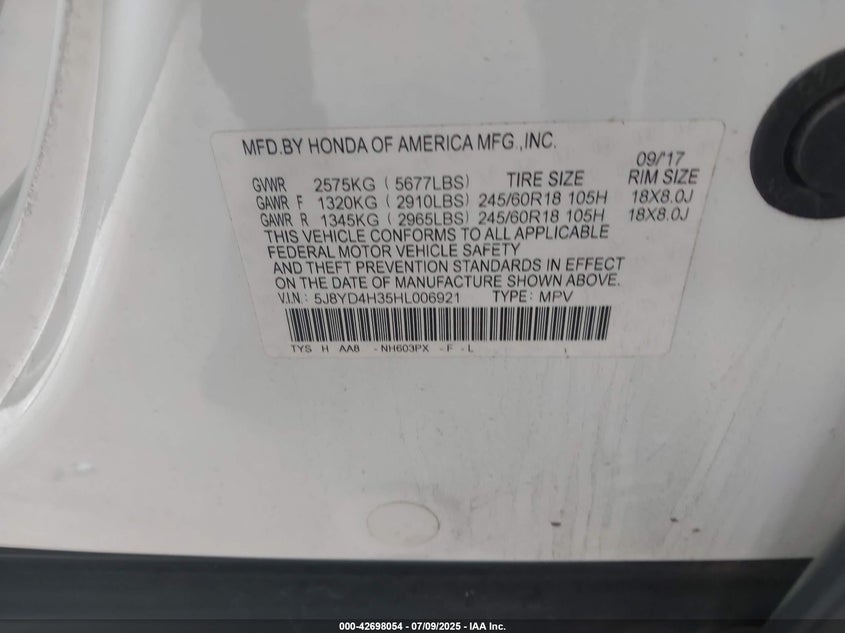 MFD.BY HONDA OF AMERICA MFG.,INC.
09/'17
GVWR 2575KG ( 5677LBS) TIRE SIZE RIM SIZE
GAWR F 1320KG ( 2910LBS) 245/60R18 105H 18X8.0J
GAWR R 1345KG ( 2965LBS) 245/60R18 105H 18X8.0J
THIS VEHICLE CONFORMS TO ALL APPLICABLE
FEDERAL MOTOR VEHICLE SAFETY
AND THEFT PREVENTION STANDARDS IN EFFECT
ON THE DATE OF MANUFACTURE SHOWN ABOVE.
V.I.N: 5J8YD4H35HL006921 TYPE: MPV
TYS H AA8 -NH603PX -F -L
000-42698054 - 07/09/2025 - IAA Inc.